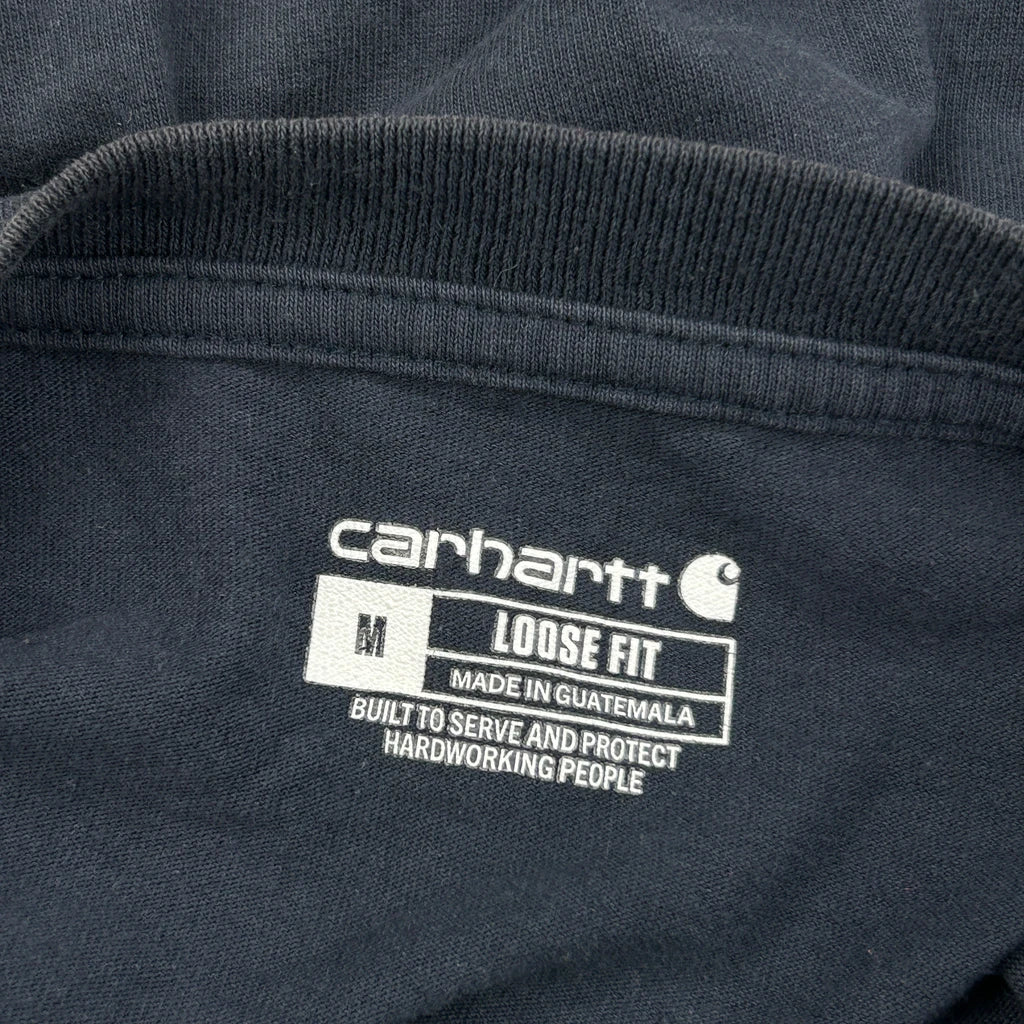 carhartt
M
LOOSE FIT
MADE IN GUATEMALA
BUILT TO SERVE AND PROTECT
HARDWORKING PEOPLE